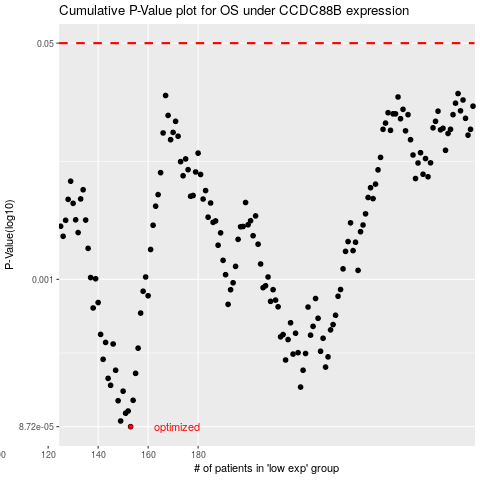 Cumulative P-Value plot for OS under CCDC88B expression
0.05
P-Value(log10)
0.001
8.72e-05
optimized
00 120 140 160 180
# of patients in 'low exp' group